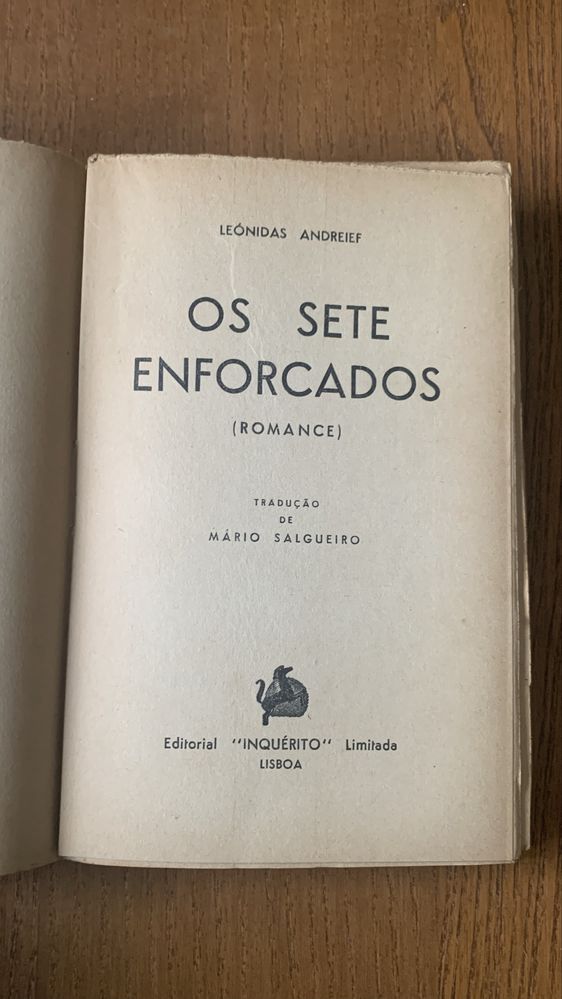 LEÓNIDAS ANDREIEF
OS SETE
ENFORCADOS
(ROMANCE)
TRADUÇÃO
DE
MÁRIO SALGUEIRO
Editorial "INQUÉRITO" Limitada
LISBOA